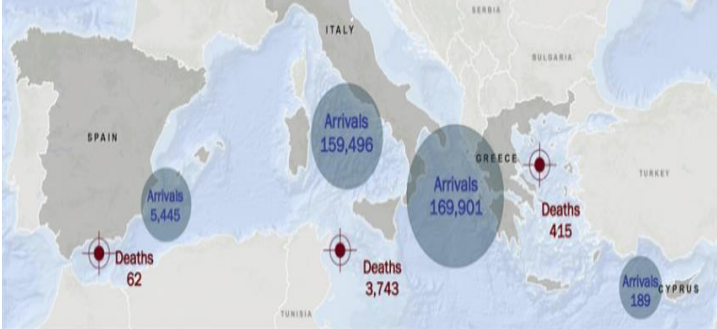 SERBIA
ITALY
BULGARIA
Arrivals
159,496
SPAIN
GREECE
TURKEY
Arrivals
169,901
Arrivals
5,445
Deaths
415
Deaths
62
Deaths
3,743
Arrivals
189
CYPRUS
TUNISIA